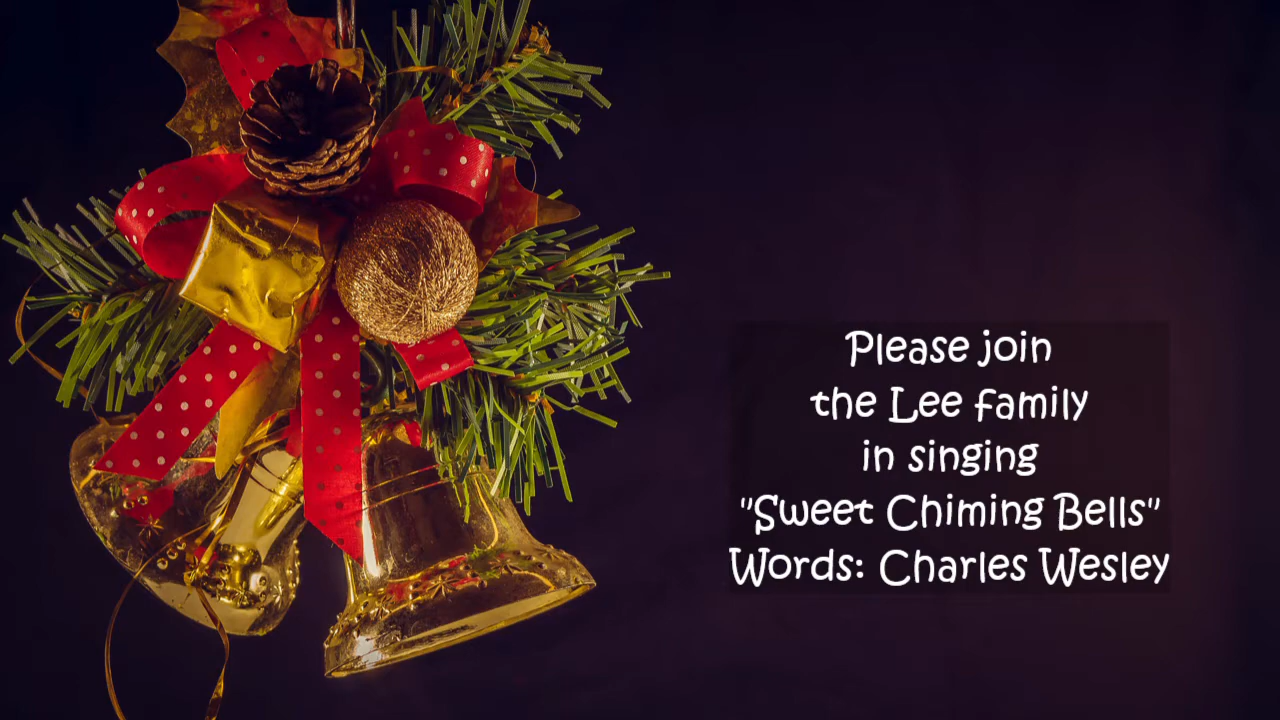 Please join
the Lee family
in singing
"Sweet Chiming Bells"
Words: Charles Wesley